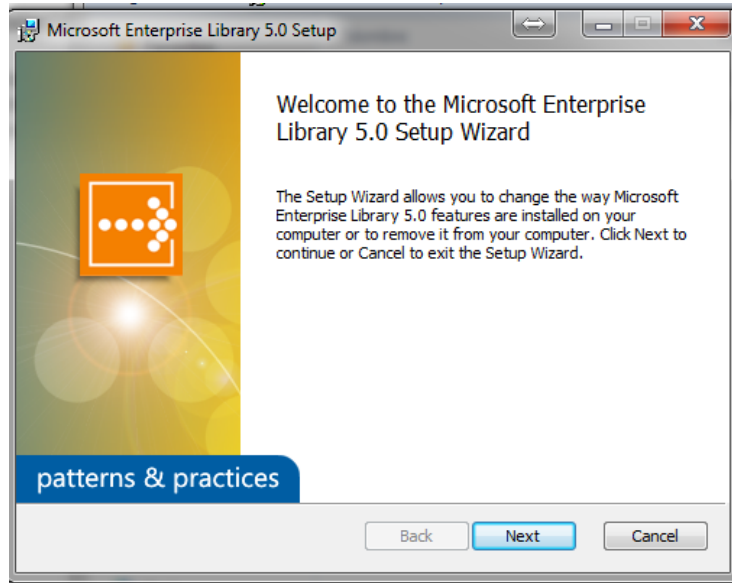 Microsoft Enterprise Library 5.0 Setup
Welcome to the Microsoft Enterprise
Library 5.0 Setup Wizard
The Setup Wizard allows you to change the way Microsoft
Enterprise Library 5.0 features are installed on your
computer or to remove it from your computer. Click Next to
continue or Cancel to exit the Setup Wizard.
patterns & practices
Back Next Cancel